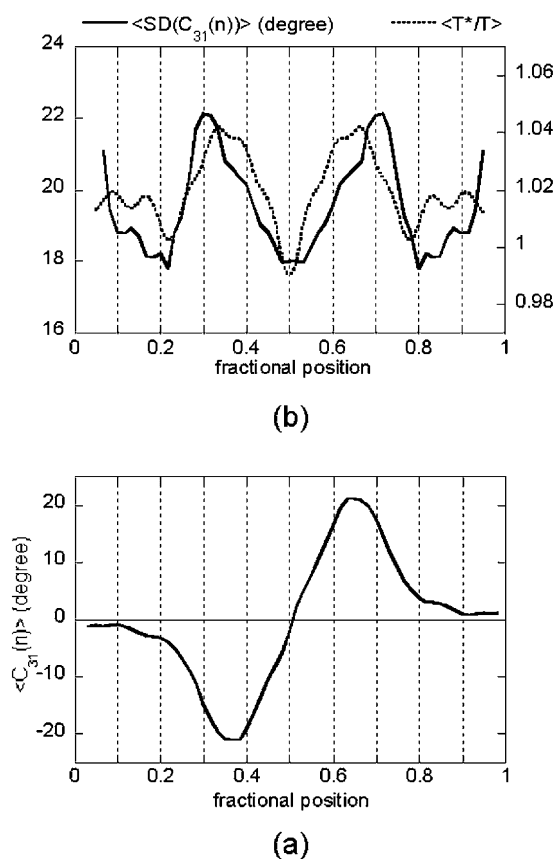 <SD(C31(n))> (degree) <T*/T>
24 1.06
22 1.04
20 1.02
18 1
16 0.98
0 0.2 0.4 0.6 0.8 1
fractional position
(b)
20
10
0
-10
-20
<C31(n)> (degree)
0 0.2 0.4 0.6 0.8 1
fractional position
(a)